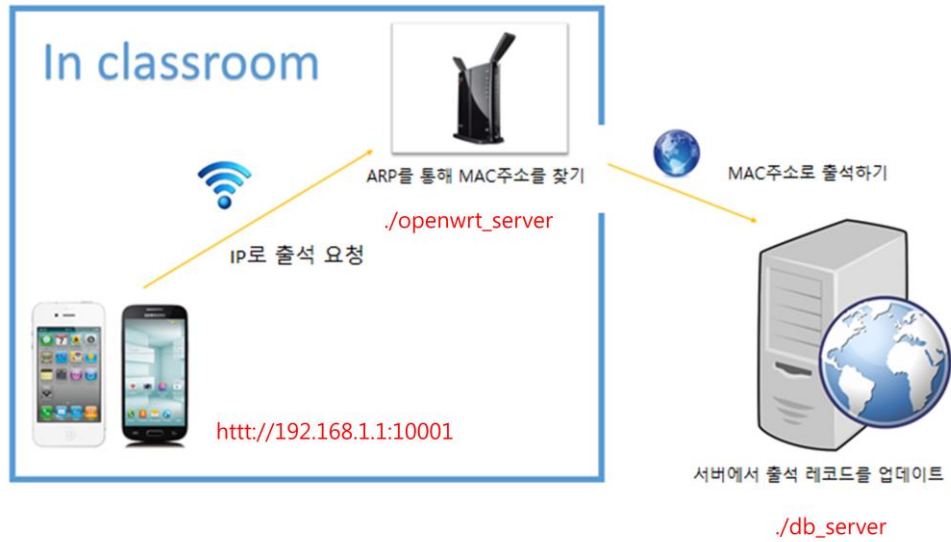 In classroom
ARP를 통해 MAC주소를 찾기
./openwrt_server
MAC주소로 출석하기
IP로 출석 요청
httt://192.168.1.1:10001
서버에서 출석 레코드를 업데이트
./db_server